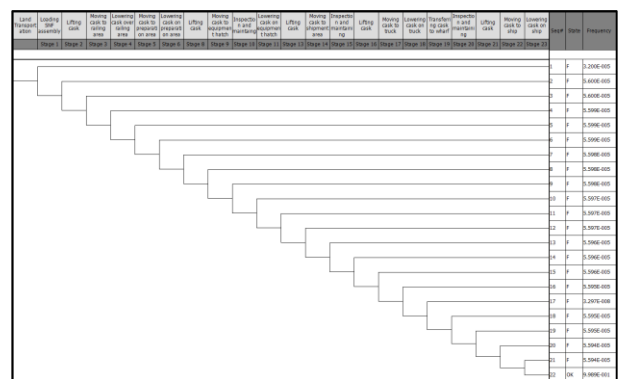 Land Transportation
Loading SNF assembly
Lifting cask
Moving cask to railing area
Lowering cask over railing area
Moving cask to preparation area
Lowering cask on preparation area
Lifting cask
Moving cask to equipment hatch
Inspection and maintaining
Lowering cask on equipment hatch
Lifting cask
Moving cask to shipment area
Inspection and maintaining
Lifting cask
Moving cask to truck
Lowering cask on truck
Transferring cask to wharf
Inspection and maintaining
Lifting cask
Moving cask to ship
Lowering cask on ship
Seq# State Frequency
Stage 1 Stage 2 Stage 3 Stage 4 Stage 5 Stage 6 Stage 8 Stage 9 Stage 10 Stage 11 Stage 12 Stage 14 Stage 15 Stage 16 Stage 17 Stage 18 Stage 19 Stage 20 Stage 21 Stage 22 Stage 23
1 F 3.200E-005
2 F 5.600E-005
3 F 5.600E-005
4 F 5.599E-005
5 F 5.599E-005
6 F 5.599E-005
7 F 5.598E-005
8 F 5.598E-005
9 F 5.598E-005
10 F 5.597E-005
11 F 5.597E-005
12 F 5.597E-005
13 F 5.596E-005
14 F 5.596E-005
15 F 5.596E-005
16 F 5.595E-005
17 F 3.297E-008
18 F 5.595E-005
19 F 5.595E-005
20 F 5.594E-005
21 F 5.594E-005
22 OK 9.989E-001